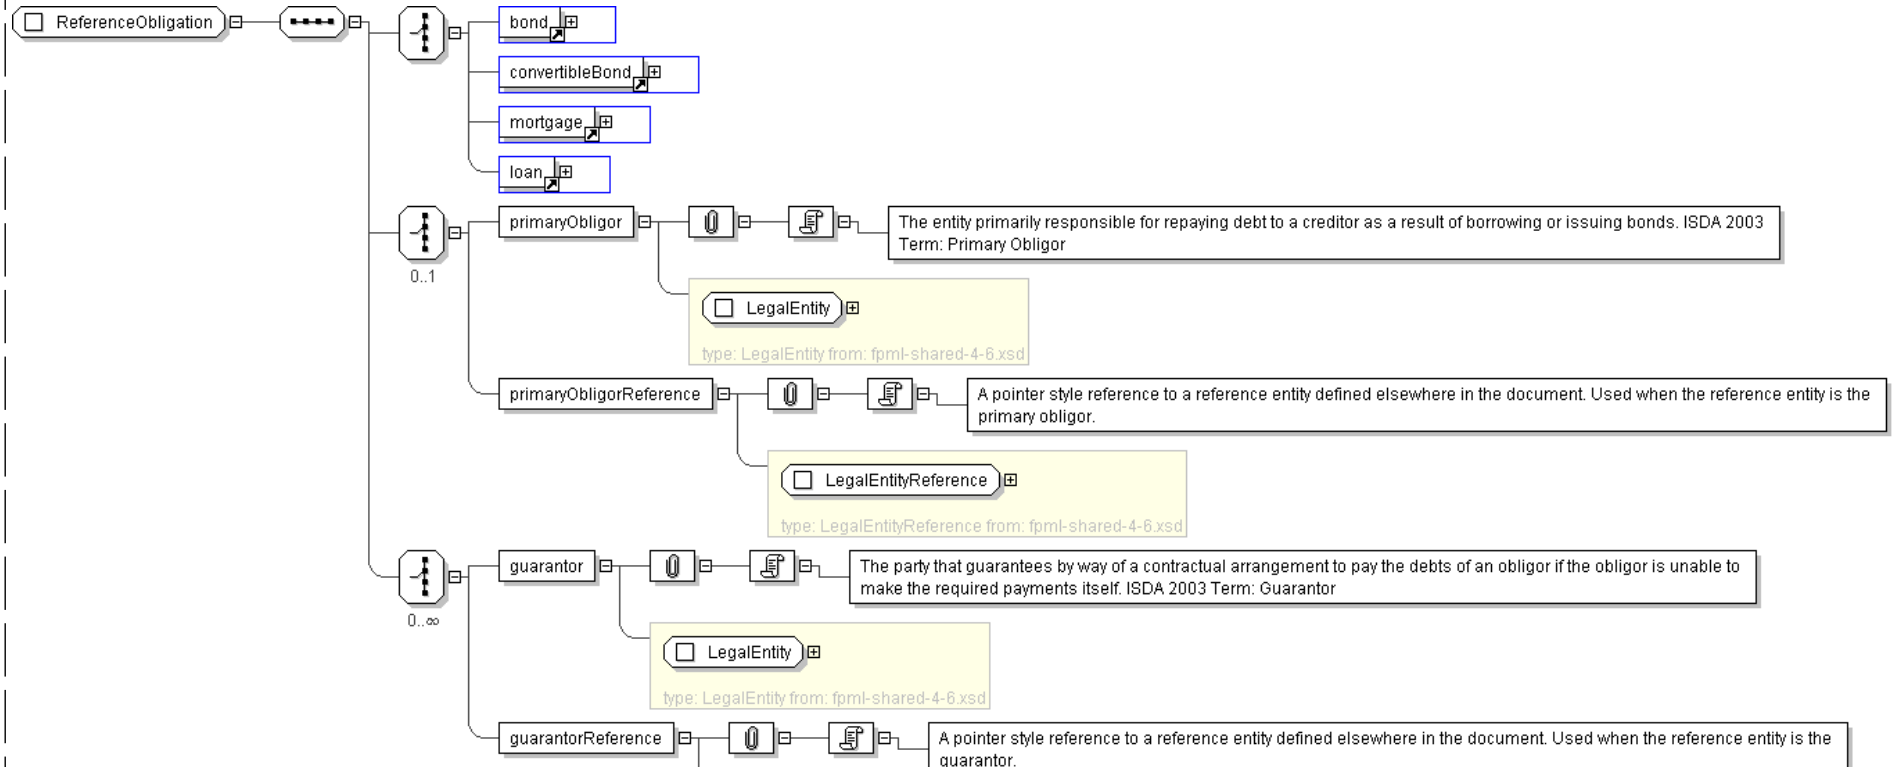 ReferenceObligation
bond
convertibleBond
mortgage
loan
0..1
primaryObligor
The entity primarily responsible for repaying debt to a creditor as a result of borrowing or issuing bonds. ISDA 2003
Term: Primary Obligor
LegalEntity
type: LegalEntity from: fpml-shared-4-6.xsd
primaryObligorReference
A pointer style reference to a reference entity defined elsewhere in the document. Used when the reference entity is the
primary obligor.
LegalEntityReference
type: LegalEntityReference from: fpml-shared-4-6.xsd
0..∞
guarantor
The party that guarantees by way of a contractual arrangement to pay the debts of an obligor if the obligor is unable to
make the required payments itself. ISDA 2003 Term: Guarantor
LegalEntity
type: LegalEntity from: fpml-shared-4-6.xsd
guarantorReference
A pointer style reference to a reference entity defined elsewhere in the document. Used when the reference entity is the
guarantor.